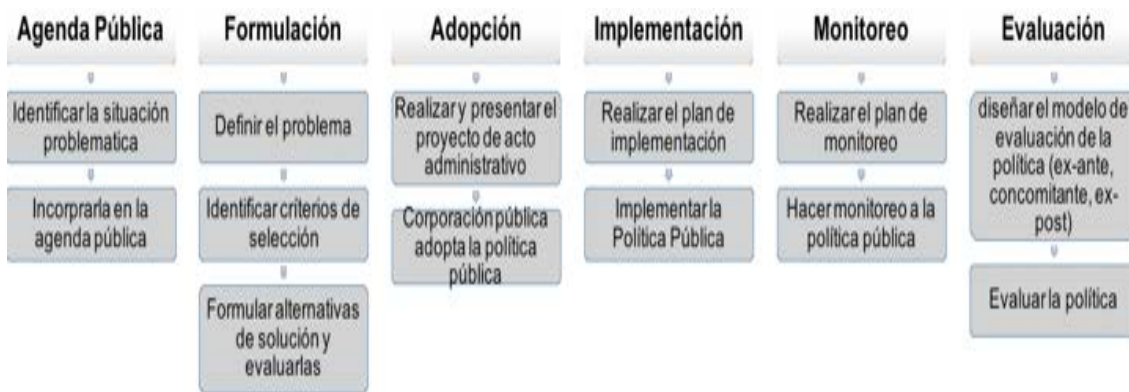 Agenda Pública
Identificar la situación
problematica
Incorprarla en la
agenda pública
Formulación
Definir el problema
Identificar criterios de
selección
Formular alternativas
de solución y
evaluarlas
Adopción
Realizar y presentar el
proyecto de acto
administrativo
Corporación pública
adopta la política
pública
Implementación
Realizar el plan de
implementación
Implementar la
Política Pública
Monitoreo
Realizar el plan de
monitoreo
Hacer monitoreo a la
política pública
Evaluación
diseñar el modelo de
evaluación de la
política (ex-ante,
concomitante, ex-
post)
Evaluar la política